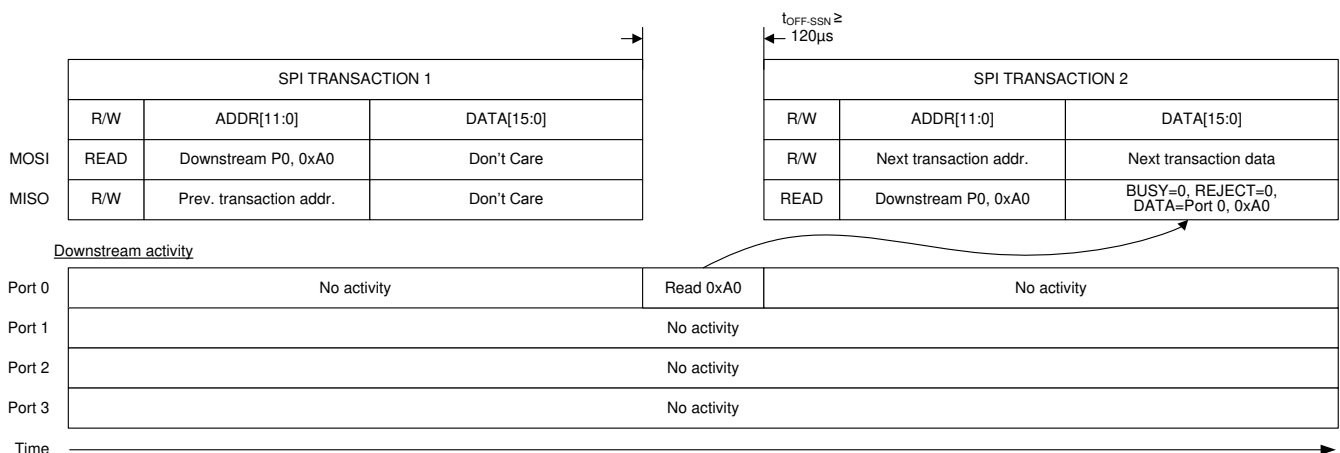 tOFF-SSN ≥
120µs
SPI TRANSACTION 1
SPI TRANSACTION 2
R/W ADDR[11:0] DATA[15:0]
R/W ADDR[11:0] DATA[15:0]
MOSI READ Downstream P0, 0xA0 Don't Care
R/W Next transaction addr. Next transaction data
MISO R/W Prev. transaction addr. Don't Care
READ Downstream P0, 0xA0 BUSY=0, REJECT=0,
DATA=Port 0, 0xA0
Downstream activity
Port 0 No activity Read 0xA0 No activity
Port 1 No activity
Port 2 No activity
Port 3 No activity
Time